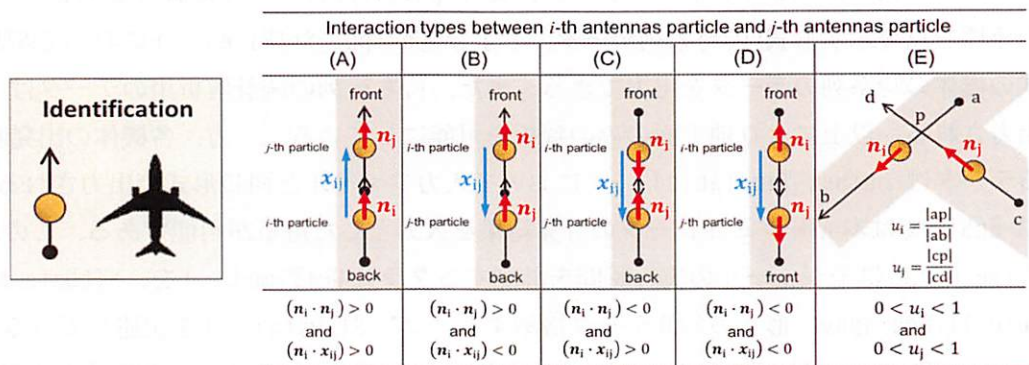 Interaction types between i-th antennas particle and j-th antennas particle
Identification
(A) (B) (C) (D) (E)
front front front front
j-th particle n_j
x_ij
i-th particle n_i
back
i-th particle n_i
x_ij
j-th particle n_j
back
i-th particle n_i
x_ij
j-th particle n_j
back
i-th particle n_i
x_ij
j-th particle n_j
front
d a
p
n_i n_j
b c
u_i = |ap| / |ab|
u_j = |cp| / |cd|
(n_i · n_j) > 0 (n_i · n_j) > 0 (n_i · n_j) < 0 (n_i · n_j) < 0 0 < u_i < 1
and and and and and
(n_i · x_ij) > 0 (n_i · x_ij) < 0 (n_i · x_ij) > 0 (n_i · x_ij) < 0 0 < u_j < 1